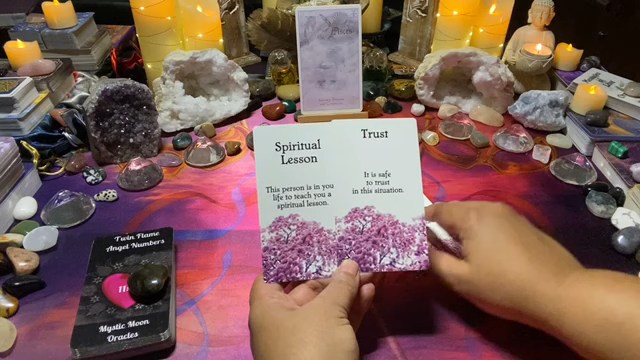 Spiritual
Lesson
This person is in you
life to teach you a
spiritual lesson.
Trust
It is safe
to trust
in this situation.
Twin Flame
Angel Numbers
Mystic Moon
Oracles